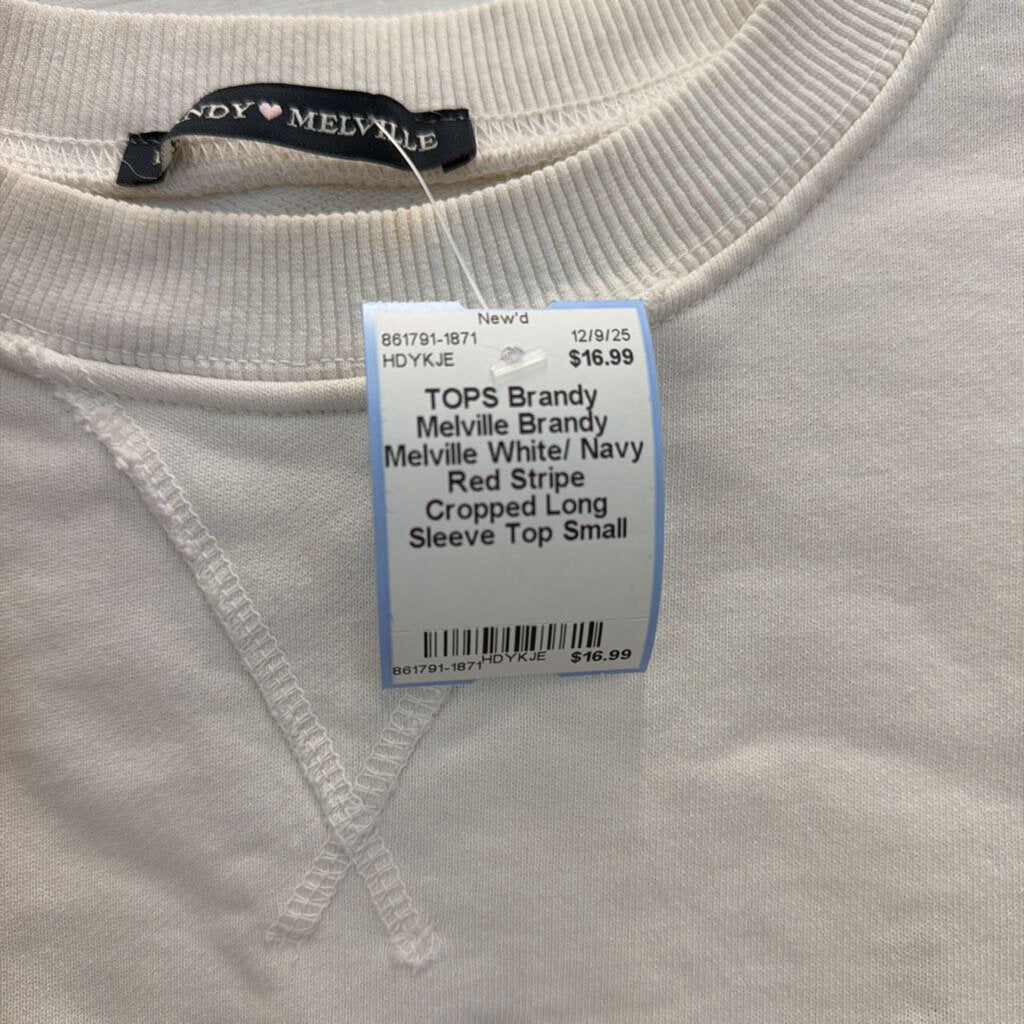 NDY♥MELVILLE
New'd
861791-1871 12/9/25
HDYKJE $16.99
TOPS Brandy
Melville Brandy
Melville White/ Navy
Red Stripe
Cropped Long
Sleeve Top Small
861791-1871 HDYKJE $16.99